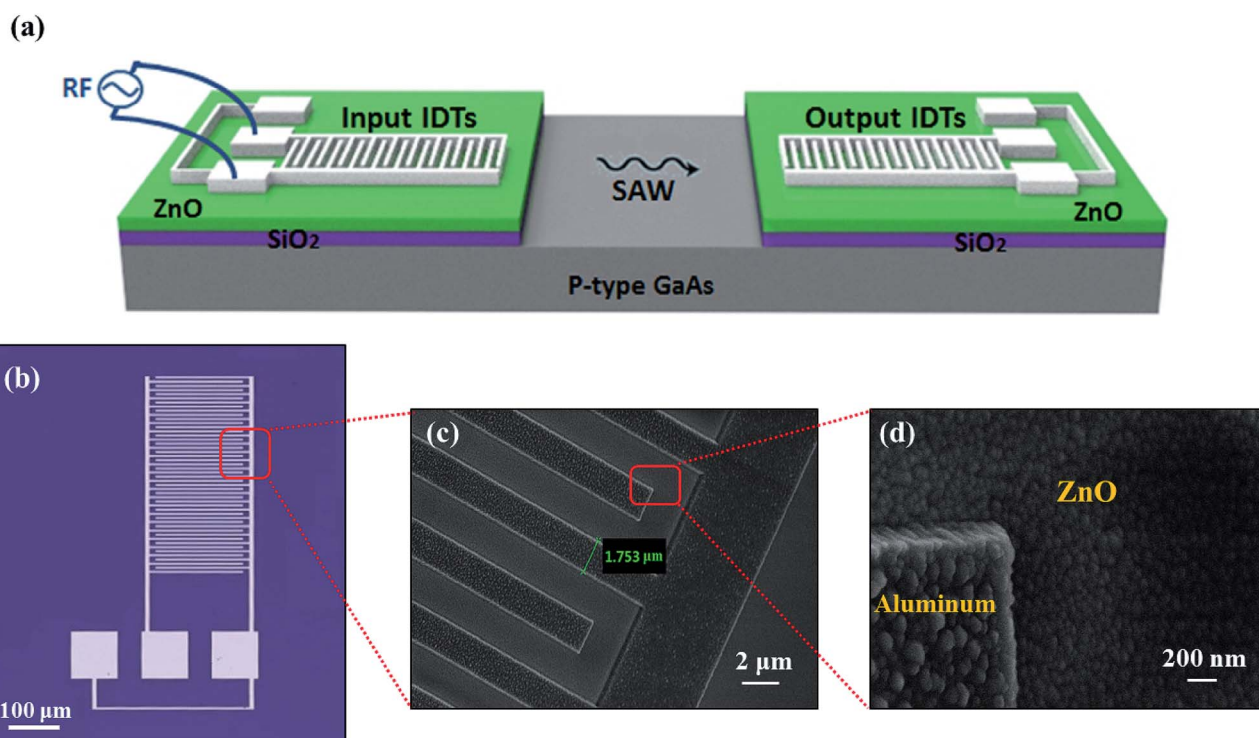 (a)
RF
Input IDTs
Output IDTs
SAW
ZnO
ZnO
SiO2
SiO2
P-type GaAs
(b)
100 μm
(c)
1.753 μm
2 μm
(d)
ZnO
Aluminum
200 nm